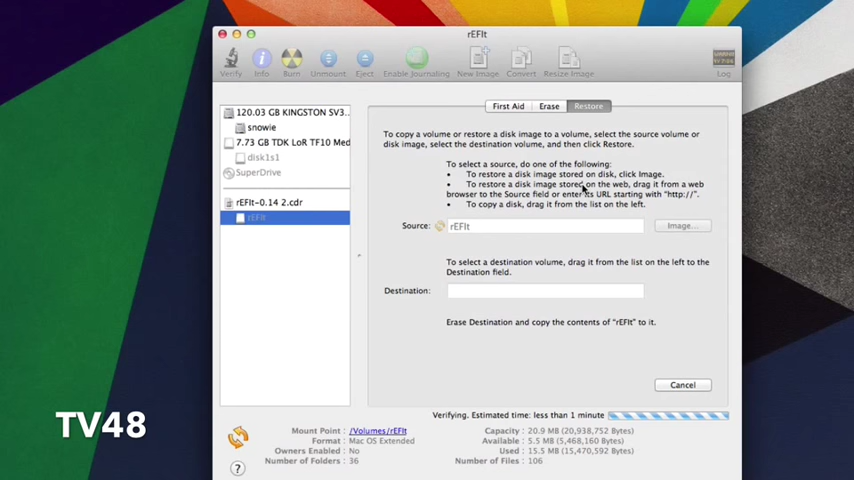 rEFIt
Verify Info Burn Unmount Eject Enable Journaling New Image Convert Resize Image Log
120.03 GB KINGSTON SV3...
snowie
7.73 GB TDK LoR TF10 Med
disk1s1
SuperDrive
rEFIt-0.14 2.cdr
rEFIt
First Aid Erase Restore
To copy a volume or restore a disk image to a volume, select the source volume or
disk image, select the destination volume, and then click Restore.
To select a source, do one of the following:
• To restore a disk image stored on disk, click Image.
• To restore a disk image stored on the web, drag it from a web
browser to the Source field or enter its URL starting with "http://".
• To copy a disk, drag it from the list on the left.
Source: rEFIt Image...
To select a destination volume, drag it from the list on the left to the
Destination field.
Destination:
Erase Destination and copy the contents of "rEFIt" to it.
Cancel
Verifying. Estimated time: less than 1 minute
TV48
Mount Point : /Volumes/rEFIt
Format : Mac OS Extended
Owners Enabled : No
Number of Folders : 36
Capacity : 20.9 MB (20,938,752 Bytes)
Available : 5.5 MB (5,468,160 Bytes)
Used : 15.5 MB (15,470,592 Bytes)
Number of Files : 106
?